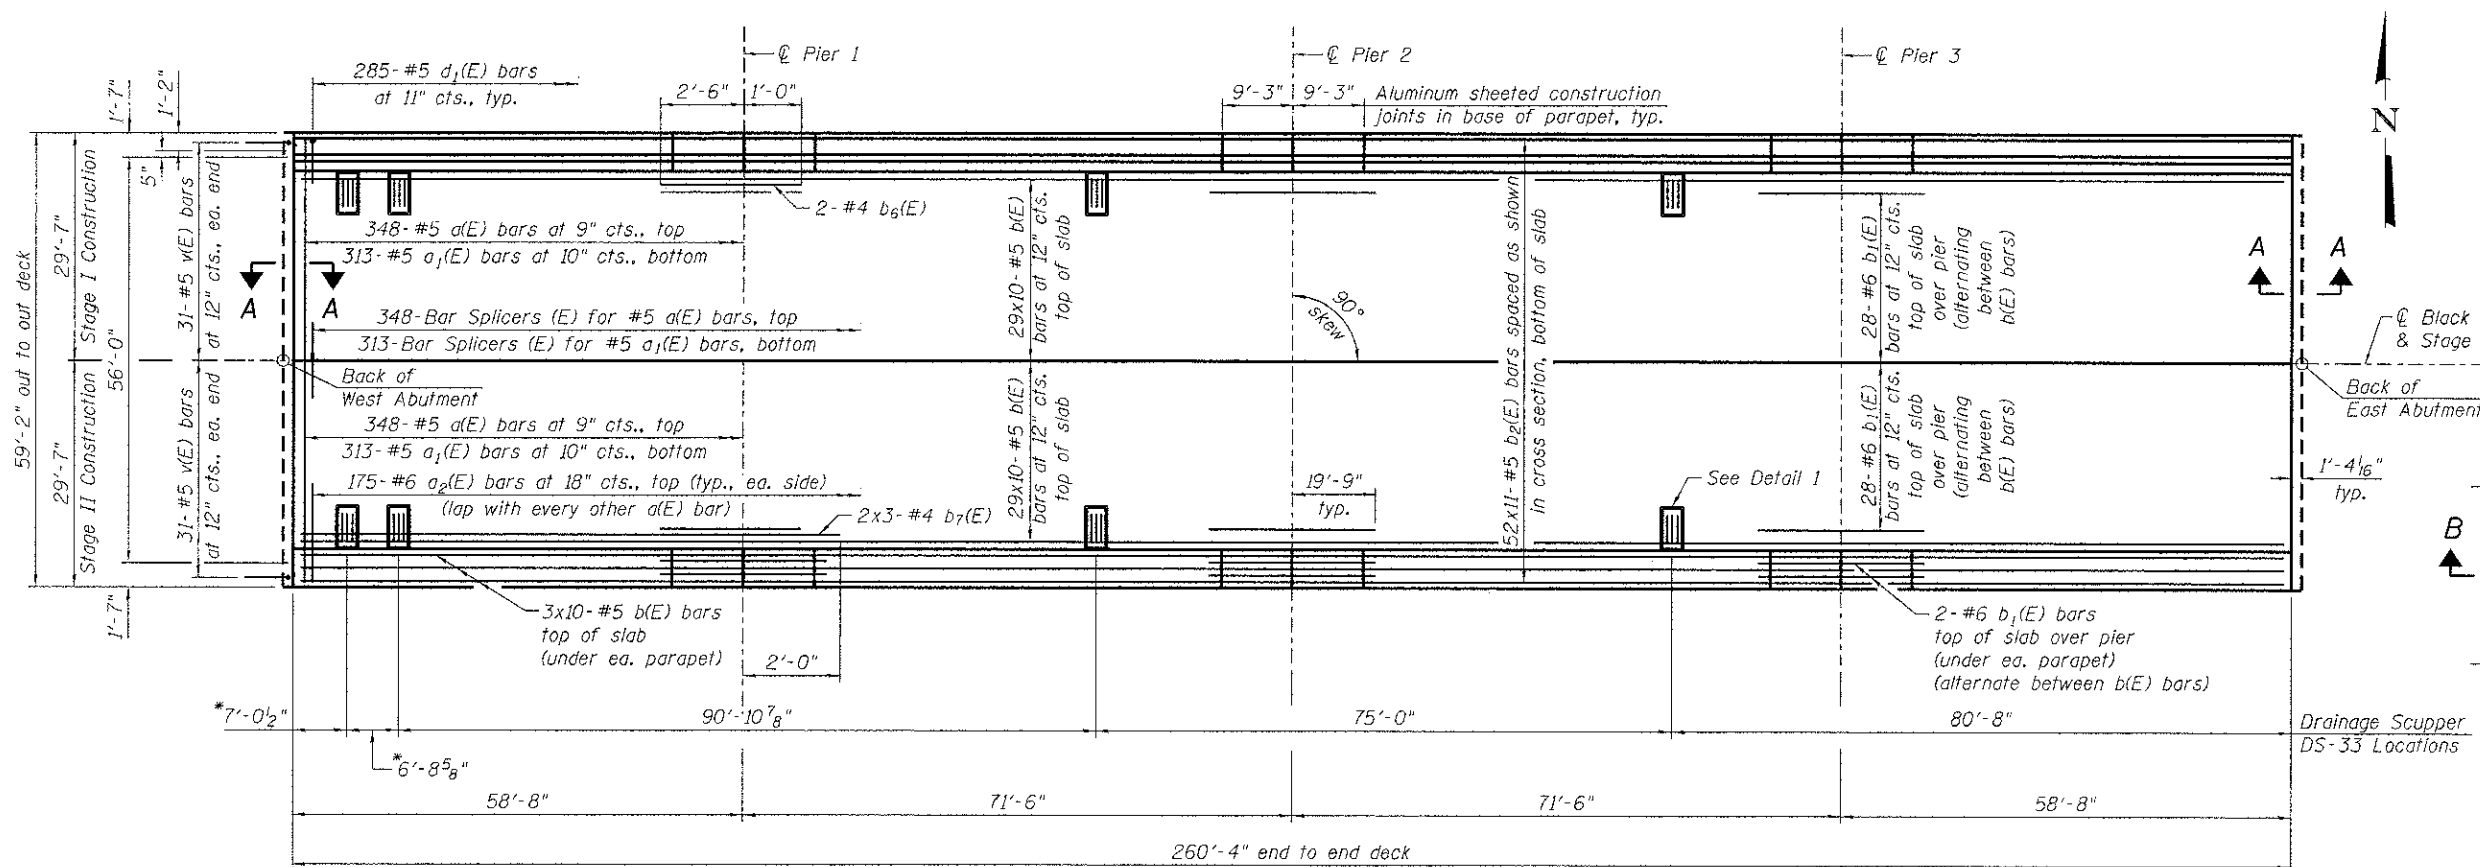 ℄ Pier 1
℄ Pier 2
℄ Pier 3
285-#5 d₁(E) bars
at 11" cts., typ.
2'-6"
1'-0"
9'-3"
9'-3"
Aluminum sheeted construction
joints in base of parapet, typ.
N
1'-7"
1'-2"
5"
59'-2" out to out deck
29'-7"
Stage I Construction
56'-0"
31-#5 v(E) bars
at 12" cts., ea. end
29'-7"
Stage II Construction
31-#5 v(E) bars
at 12" cts., ea. end
1'-7"
2-#4 b₆(E)
348-#5 a(E) bars at 9" cts., top
313-#5 a₁(E) bars at 10" cts., bottom
A
A
348-Bar Splicers (E) for #5 a(E) bars, top
313-Bar Splicers (E) for #5 a₁(E) bars, bottom
Back of
West Abutment
348-#5 a(E) bars at 9" cts., top
313-#5 a₁(E) bars at 10" cts., bottom
175-#6 a₂(E) bars at 18" cts., top (typ., ea. side)
(lap with every other a(E) bar)
2x3-#4 b₇(E)
29x10-#5 b(E)
bars at 12" cts.
top of slab
29x10-#5 b(E)
bars at 12" cts.
top of slab
90°
skew
52x11-#5 b₂(E) bars spaced as shown
in cross section, bottom of slab
19'-9"
typ.
See Detail 1
28-#6 b₁(E)
bars at 12" cts.
top of slab
over pier
(alternating
between
b(E) bars)
28-#6 b₁(E)
bars at 12" cts.
top of slab
over pier
(alternating
between
b(E) bars)
A
A
℄ Black
& Stage
Back of
East Abutment
1'-4 1/16"
typ.
B
3x10-#5 b(E) bars
top of slab
(under ea. parapet)
2'-0"
2-#6 b₁(E) bars
top of slab over pier
(under ea. parapet)
(alternate between b(E) bars)
*7'-0 1/2"
90'-10 7/8"
75'-0"
80'-8"
Drainage Scupper
DS-33 Locations
*6'-8 5/8"
58'-8"
71'-6"
71'-6"
58'-8"
260'-4" end to end deck